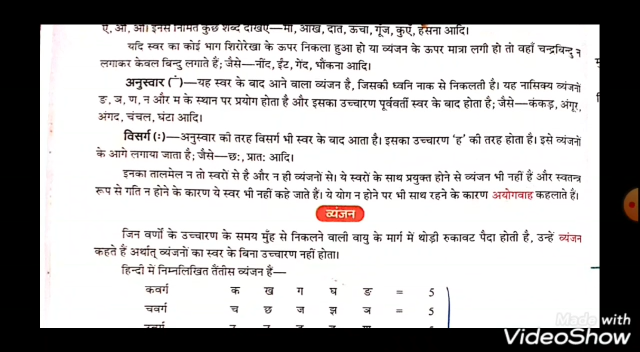 ए, ओ, औ। इनसे निर्मित कुछ शब्द देखिए—माँ, आँख, दाँत, ऊँचा, गूँज, कुएँ, हँसना आदि।
यदि स्वर का कोई भाग शिरोरेखा के ऊपर निकला हुआ हो या व्यंजन के ऊपर मात्रा लगी हो तो वहाँ चन्द्रबिन्दु न
लगाकर केवल बिन्दु लगाते हैं; जैसे—नींद, ईंट, गेंद, भौंकना आदि।
अनुस्वार (ं)—यह स्वर के बाद आने वाला व्यंजन है, जिसकी ध्वनि नाक से निकलती है। यह नासिक्य व्यंजनों
ङ, ञ, ण, न और म के स्थान पर प्रयोग होता है और इसका उच्चारण पूर्ववर्ती स्वर के बाद होता है; जैसे—कंकड़, अंगूर,
अंगद, चंचल, घंटा आदि।
विसर्ग (ः)—अनुस्वार की तरह विसर्ग भी स्वर के बाद आता है। इसका उच्चारण 'ह' की तरह होता है। इसे व्यंजनों
के आगे लगाया जाता है; जैसे—छः, प्रातः आदि।
इनका तालमेल न तो स्वरों से है और न ही व्यंजनों से। ये स्वरों के साथ प्रयुक्त होने से व्यंजन भी नहीं हैं और स्वतन्त्र
रूप से गति न होने के कारण ये स्वर भी नहीं कहे जाते हैं। ये योग न होने पर भी साथ रहने के कारण अयोगवाह कहलाते हैं।
व्यंजन
जिन वर्णों के उच्चारण के समय मुँह से निकलने वाली वायु के मार्ग में थोड़ी रुकावट पैदा होती है, उन्हें व्यंजन
कहते हैं अर्थात् व्यंजनों का स्वर के बिना उच्चारण नहीं होता।
हिन्दी में निम्नलिखित तैंतीस व्यंजन हैं—
कवर्ग क ख ग घ ङ = 5
चवर्ग च छ ज झ ञ = 5
Made with
VideoShow